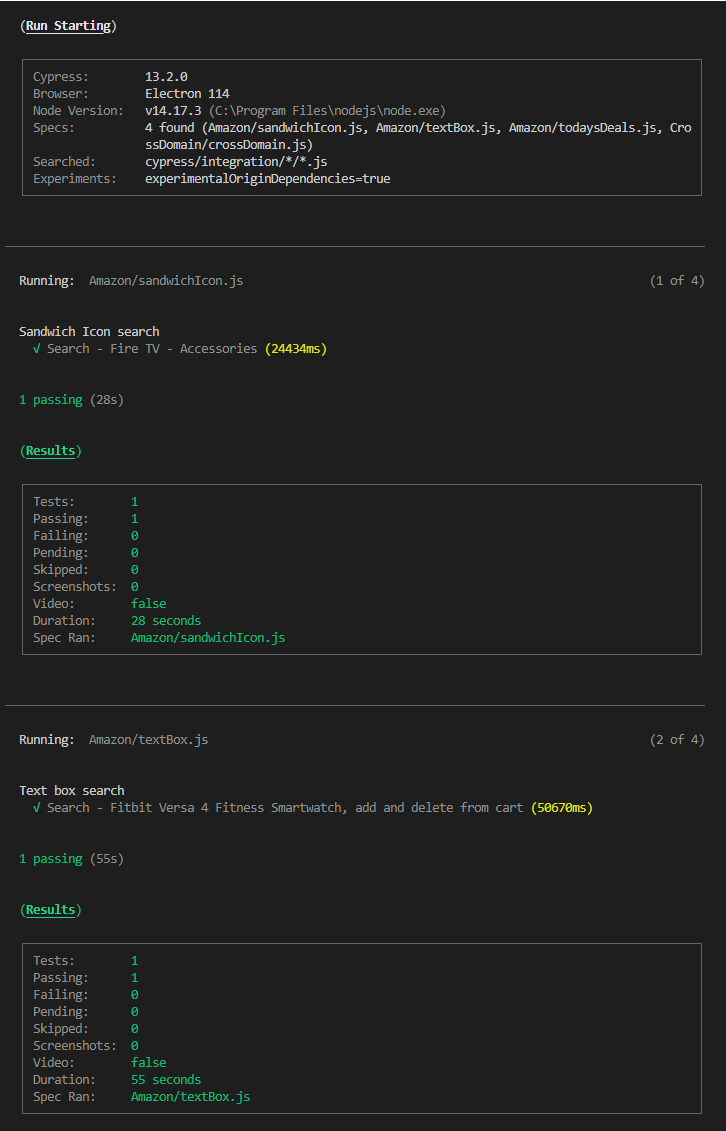 (Run Starting)
Cypress: 13.2.0
Browser: Electron 114
Node Version: v14.17.3 (C:\Program Files\nodejs\node.exe)
Specs: 4 found (Amazon/sandwichIcon.js, Amazon/textBox.js, Amazon/todaysDeals.js, Cro
ssDomain/crossDomain.js)
Searched: cypress/integration/*/*.js
Experiments: experimentalOriginDependencies=true
Running: Amazon/sandwichIcon.js (1 of 4)
Sandwich Icon search
√ Search - Fire TV - Accessories (24434ms)
1 passing (28s)
(Results)
Tests: 1
Passing: 1
Failing: 0
Pending: 0
Skipped: 0
Screenshots: 0
Video: false
Duration: 28 seconds
Spec Ran: Amazon/sandwichIcon.js
Running: Amazon/textBox.js (2 of 4)
Text box search
√ Search - Fitbit Versa 4 Fitness Smartwatch, add and delete from cart (50670ms)
1 passing (55s)
(Results)
Tests: 1
Passing: 1
Failing: 0
Pending: 0
Skipped: 0
Screenshots: 0
Video: false
Duration: 55 seconds
Spec Ran: Amazon/textBox.js